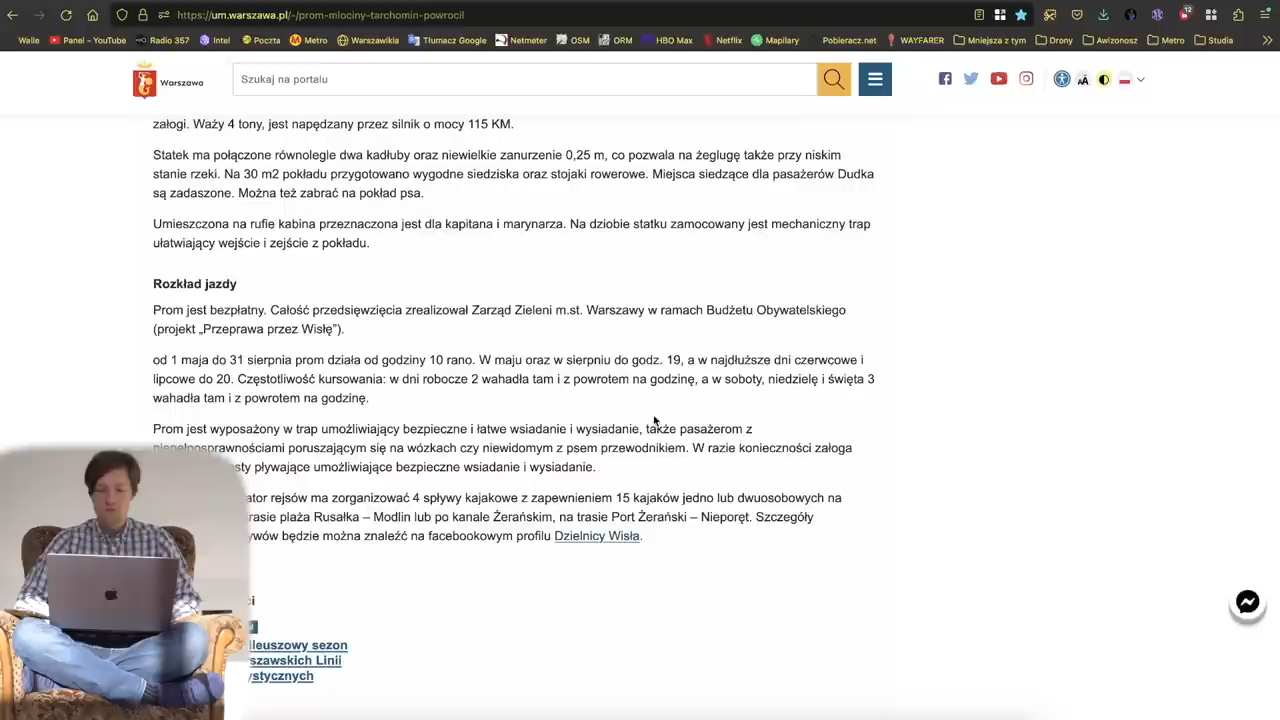 https://um.warszawa.pl/-/prom-mlociny-tarchomin-powrocil
12
Walle Panel - YouTube Radio 357 Intel Poczta Metro Warszawikia Tłumacz Google Netmeter OSM ORM HBO Max Netflix Mapilary Pobieracz.net WAYFARER Mniejsza z tym Drony Awizonosz Metro Studia
Warszawa
Szukaj na portalu
załogi. Waży 4 tony, jest napędzany przez silnik o mocy 115 KM.
Statek ma połączone równolegle dwa kadłuby oraz niewielkie zanurzenie 0,25 m, co pozwala na żeglugę także przy niskim
stanie rzeki. Na 30 m2 pokładu przygotowano wygodne siedziska oraz stojaki rowerowe. Miejsca siedzące dla pasażerów Dudka
są zadaszone. Można też zabrać na pokład psa.
Umieszczona na rufie kabina przeznaczona jest dla kapitana i marynarza. Na dziobie statku zamocowany jest mechaniczny trap
ułatwiający wejście i zejście z pokładu.
Rozkład jazdy
Prom jest bezpłatny. Całość przedsięwzięcia zrealizował Zarząd Zieleni m.st. Warszawy w ramach Budżetu Obywatelskiego
(projekt „Przeprawa przez Wisłę”).
od 1 maja do 31 sierpnia prom działa od godziny 10 rano. W maju oraz w sierpniu do godz. 19, a w najdłuższe dni czerwcowe i
lipcowe do 20. Częstotliwość kursowania: w dni robocze 2 wahadła tam i z powrotem na godzinę, a w soboty, niedzielę i święta 3
wahadła tam i z powrotem na godzinę.
Prom jest wyposażony w trap umożliwiający bezpieczne i łatwe wsiadanie i wysiadanie, także pasażerom z
niepełnosprawnościami poruszającym się na wózkach czy niewidomym z psem przewodnikiem. W razie konieczności załoga
sty pływające umożliwiające bezpieczne wsiadanie i wysiadanie.
ator rejsów ma zorganizować 4 spływy kajakowe z zapewnieniem 15 kajaków jedno lub dwuosobowych na
rasie plaża Rusałka – Modlin lub po kanale Żerańskim, na trasie Port Żerański – Nieporęt. Szczegóły
ywów będzie można znaleźć na facebookowym profilu Dzielnicy Wisła.
ci
ileuszowy sezon
szawskich Linii
ystycznych